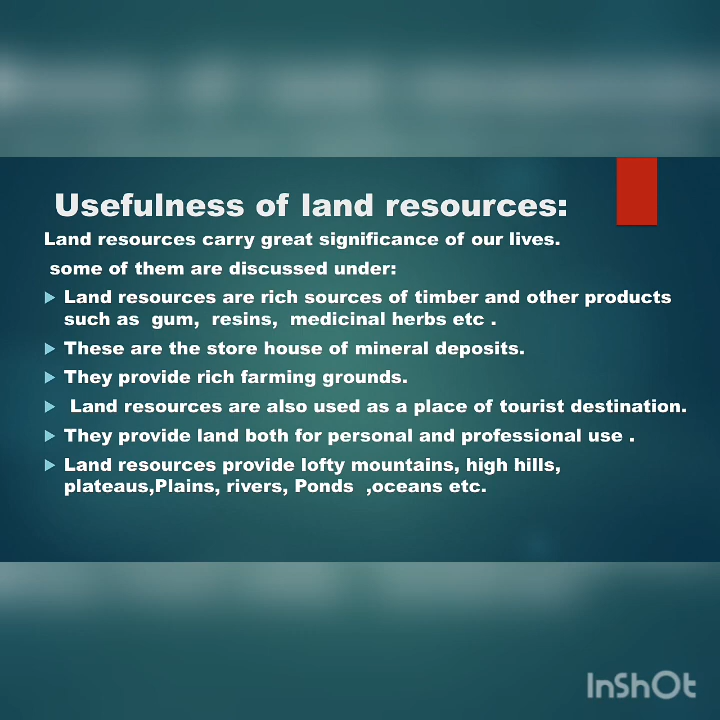 Usefulness of land resources:
Land resources carry great significance of our lives.
some of them are discussed under:
Land resources are rich sources of timber and other products
such as gum, resins, medicinal herbs etc .
These are the store house of mineral deposits.
They provide rich farming grounds.
Land resources are also used as a place of tourist destination.
They provide land both for personal and professional use .
Land resources provide lofty mountains, high hills,
plateaus,Plains, rivers, Ponds ,oceans etc.
InShOt